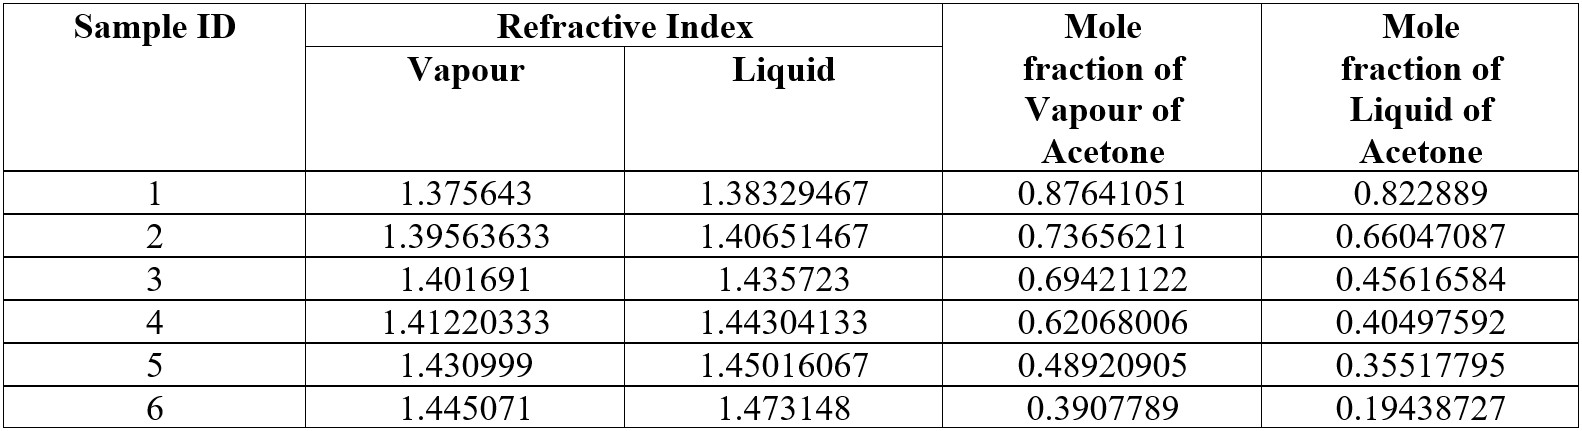 Sample ID Refractive Index Mole fraction of Vapour of Acetone Mole fraction of Liquid of Acetone
Vapour Liquid
1 1.375643 1.38329467 0.87641051 0.822889
2 1.39563633 1.40651467 0.73656211 0.66047087
3 1.401691 1.435723 0.69421122 0.45616584
4 1.41220333 1.44304133 0.62068006 0.40497592
5 1.430999 1.45016067 0.48920905 0.35517795
6 1.445071 1.473148 0.3907789 0.19438727